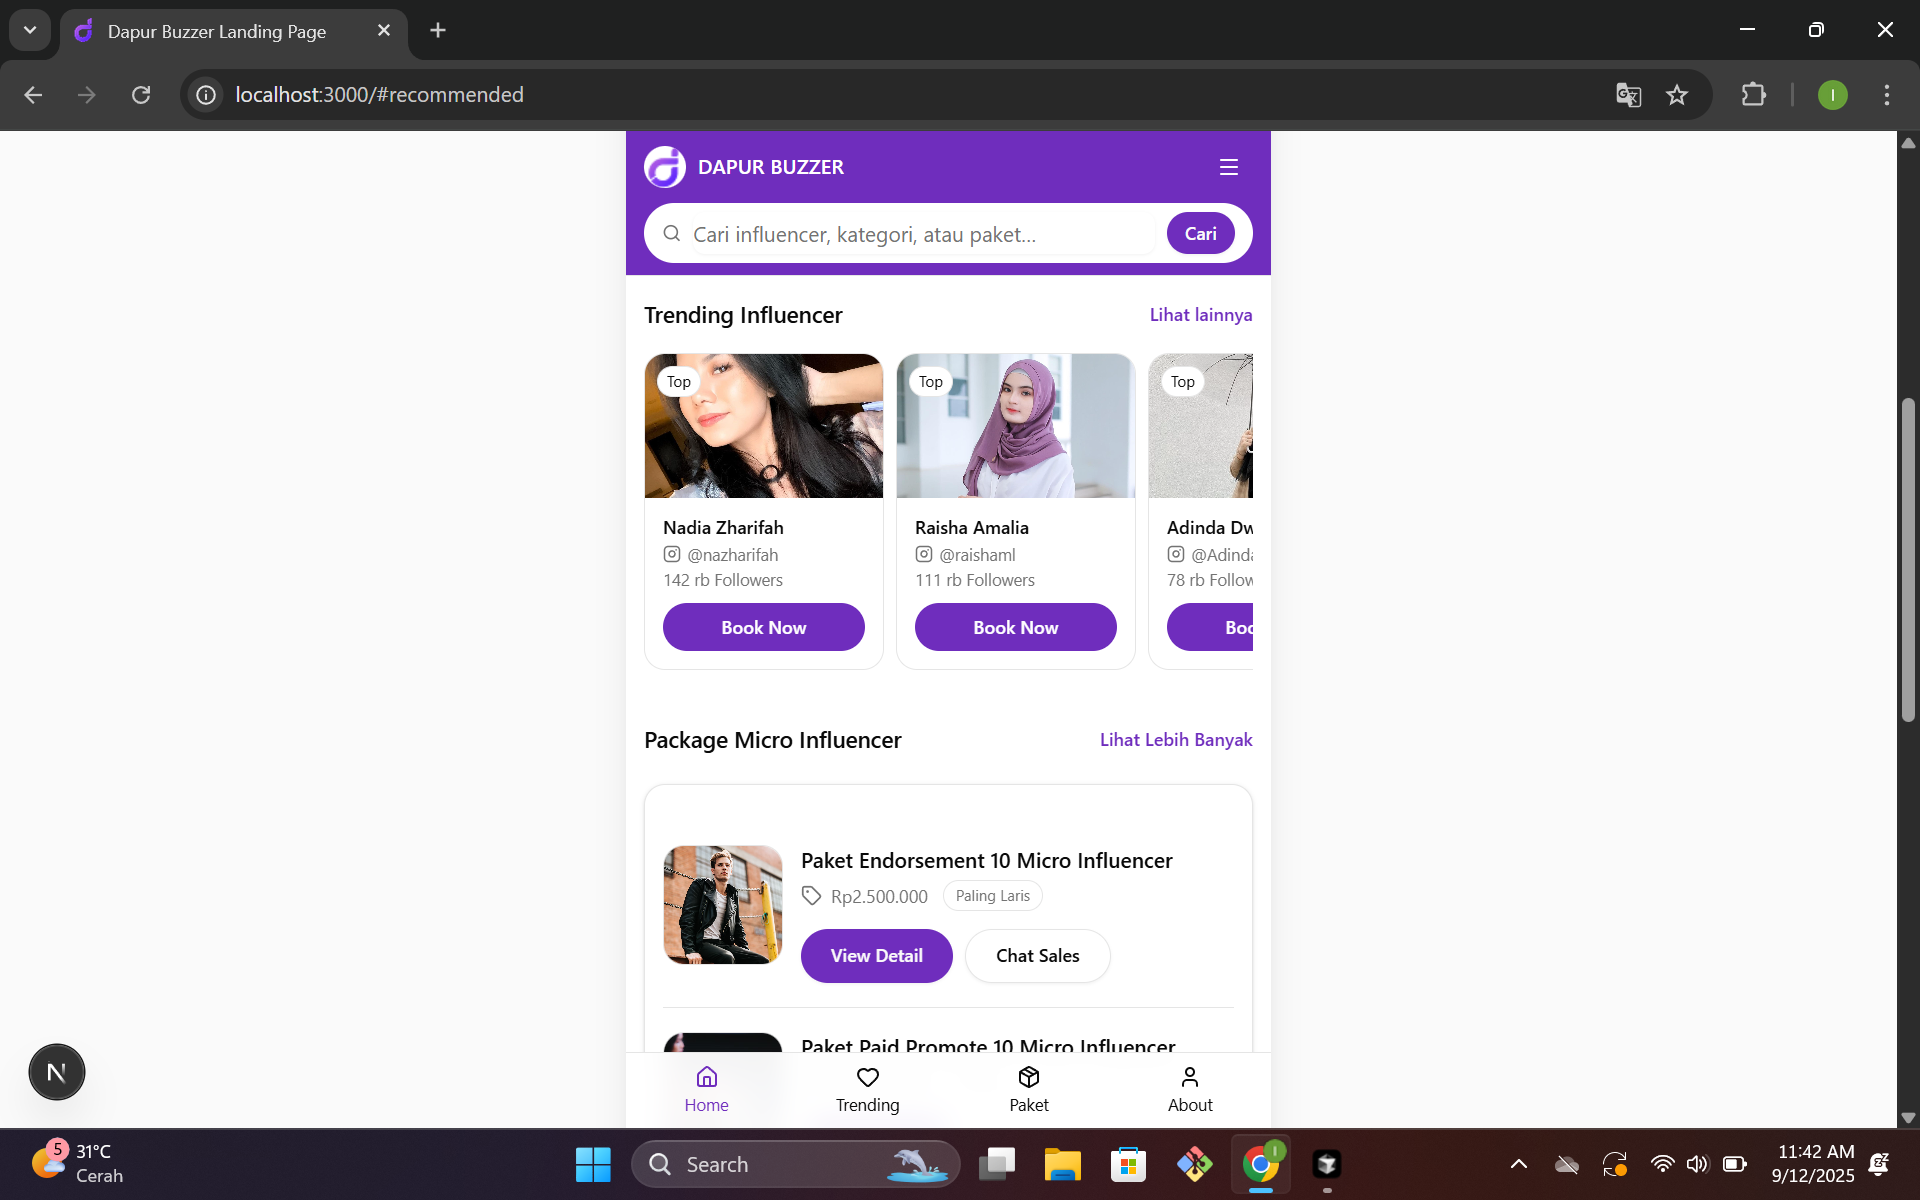 Dapur Buzzer Landing Page
localhost:3000/#recommended
I
DAPUR BUZZER
Cari influencer, kategori, atau paket...
Cari
Trending Influencer
Lihat lainnya
Top
Top
Top
Nadia Zharifah
Raisha Amalia
Adinda Dw
@nazharifah
@raishaml
@Adinda
142 rb Followers
111 rb Followers
78 rb Follow
Book Now
Book Now
Boo
Package Micro Influencer
Lihat Lebih Banyak
Paket Endorsement 10 Micro Influencer
Rp2.500.000
Paling Laris
View Detail
Chat Sales
Paket Paid Promote 10 Micro Influencer
N
Home
Trending
Paket
About
5
31°C
Cerah
Search
I
11:42 AM
9/12/2025